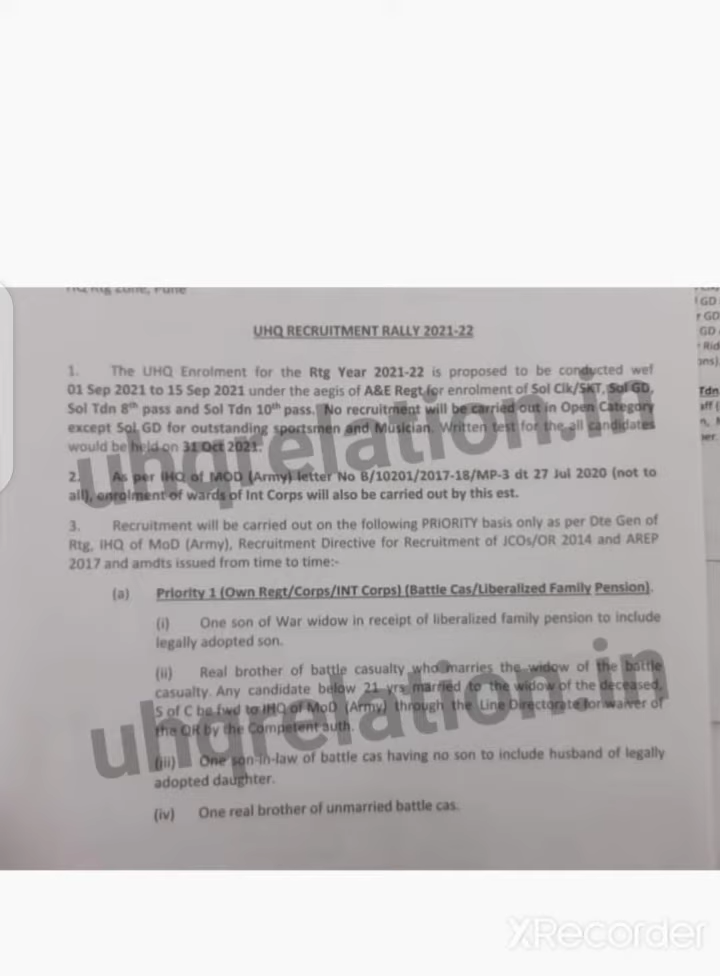 HQ Rtg Zone, Pune
UHQ RECRUITMENT RALLY 2021-22
1. The UHQ Enrolment for the Rtg Year 2021-22 is proposed to be conducted wef
01 Sep 2021 to 15 Sep 2021 under the aegis of A&E Regt for enrolment of Sol Clk/SKT, Sol GD,
Sol Tdn 8th pass and Sol Tdn 10th pass. No recruitment will be carried out in Open Category
except Sol GD for outstanding sportsmen and Musician. Written test for the all candidates
would be held on 31 Oct 2021.
2. As per IHQ of MOD (Army) letter No B/10201/2017-18/MP-3 dt 27 Jul 2020 (not to
all), enrolment of wards of Int Corps will also be carried out by this est.
3. Recruitment will be carried out on the following PRIORITY basis only as per Dte Gen of
Rtg, IHQ of MoD (Army), Recruitment Directive for Recruitment of JCOs/OR 2014 and AREP
2017 and amdts issued from time to time:-
(a) Priority 1 (Own Regt/Corps/INT Corps) (Battle Cas/Liberalized Family Pension).
(i) One son of War widow in receipt of liberalized family pension to include
legally adopted son.
(ii) Real brother of battle casualty who marries the widow of the battle
casualty. Any candidate below 21 yrs married to the widow of the deceased,
S of C be fwd to IHQ of MoD (Army) through the Line Directorate for waiver of
the QR by the Competent auth.
(iii) One son-in-law of battle cas having no son to include husband of legally
adopted daughter.
(iv) One real brother of unmarried battle cas.
GD
GD
GD
Rid
Tdn
uhqrelation.in
uhqrelation.in
XRecorder